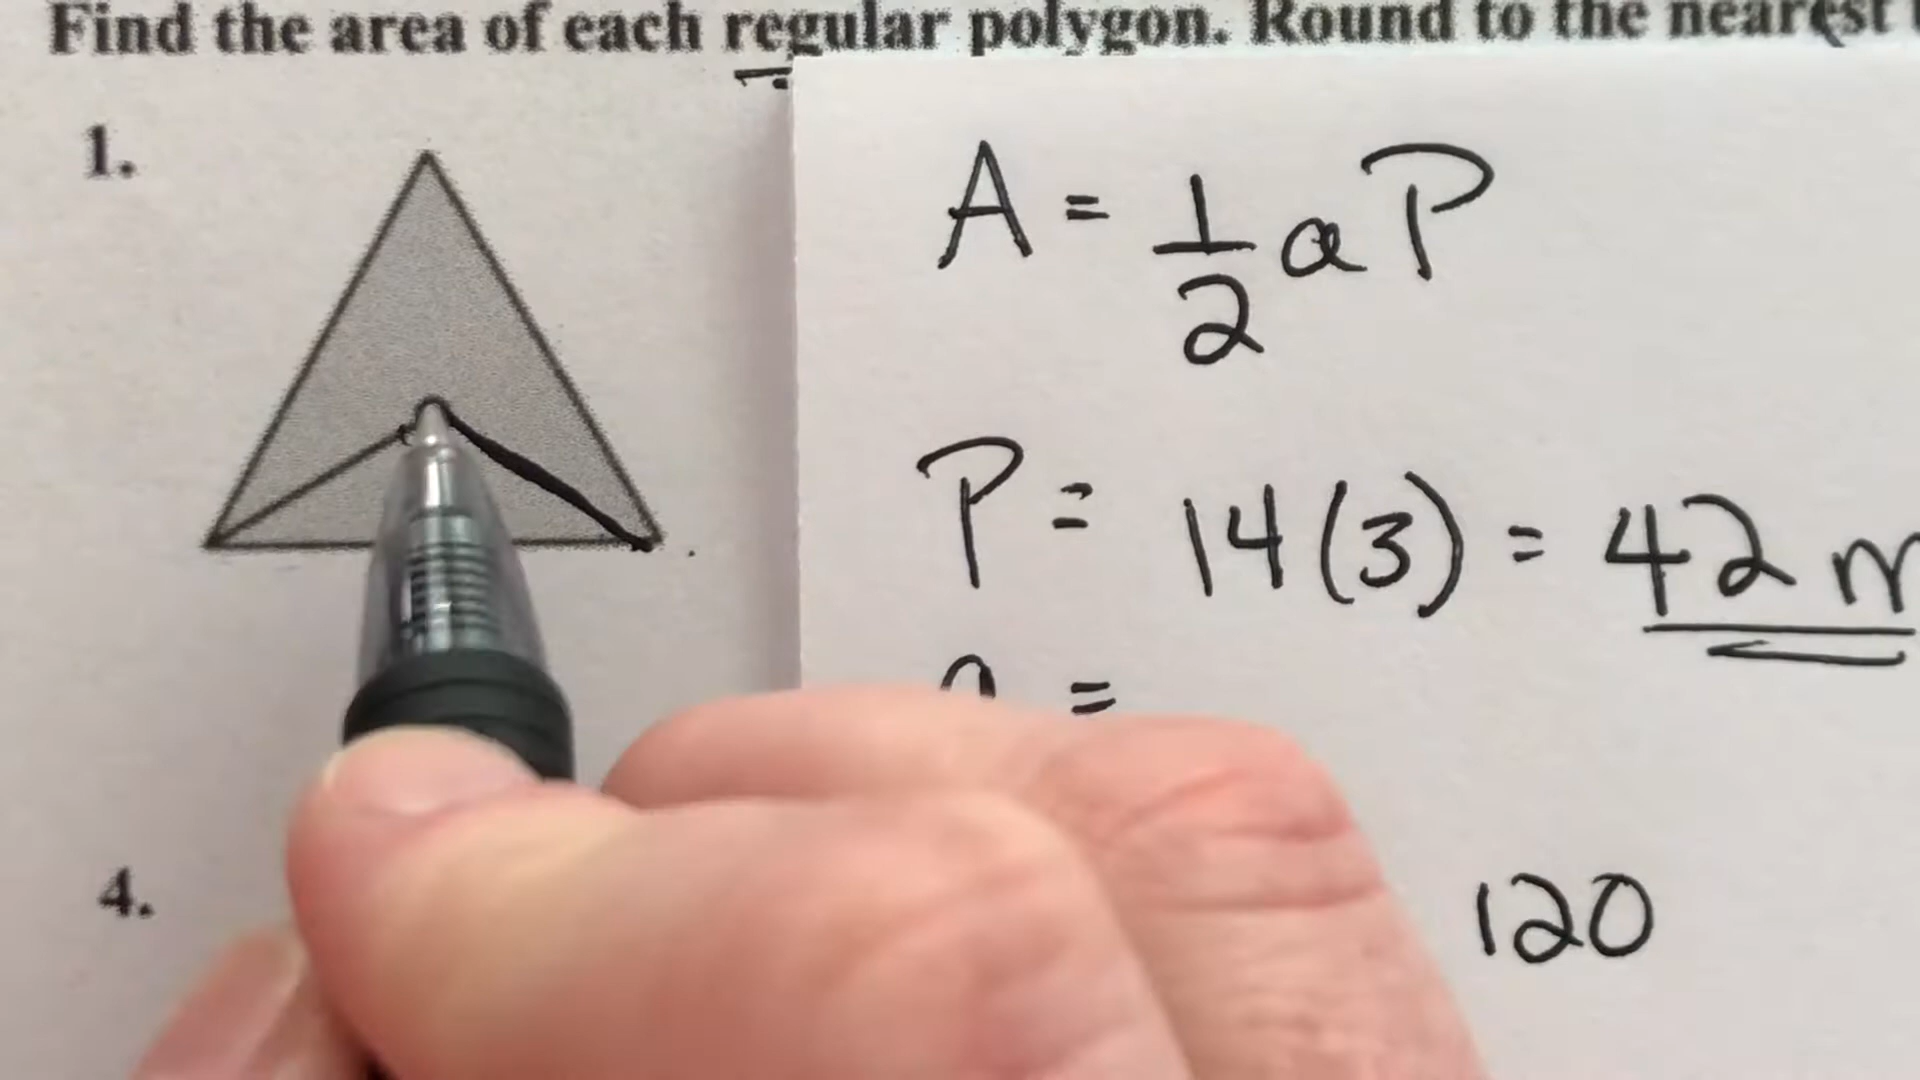 Find the area of each regular polygon. Round to the nearest
1.
A = 1/2 a P
P = 14(3) = 42 m
a =
4.
120